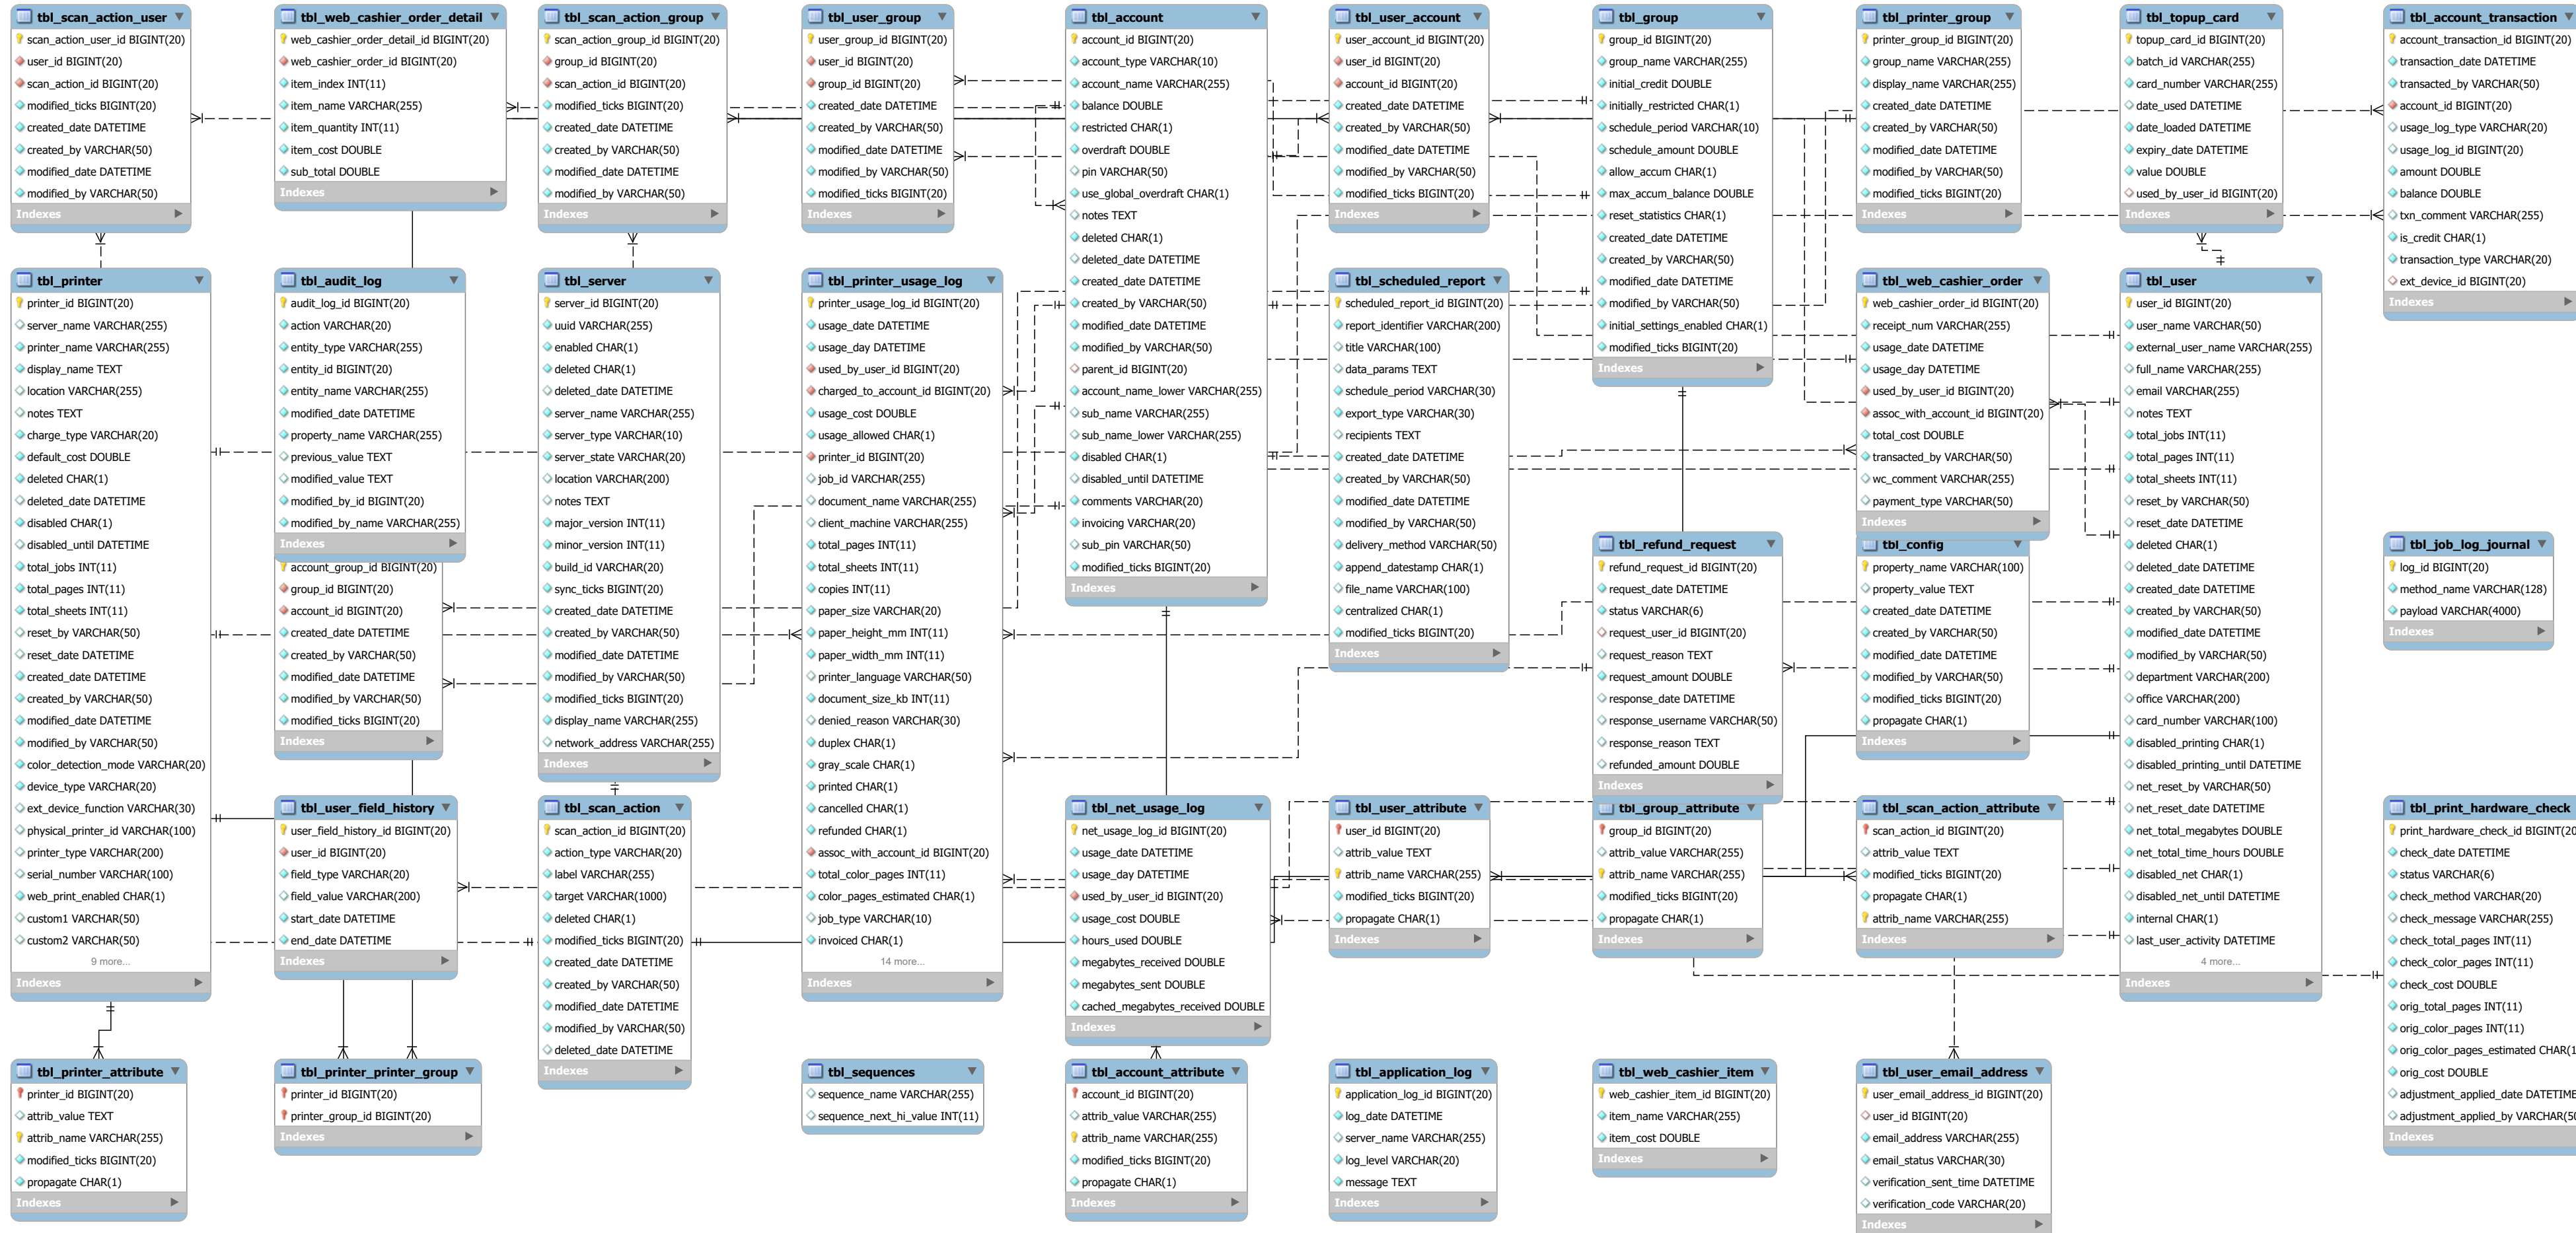 tbl_scan_action_user
scan_action_user_id BIGINT(20)
user_id BIGINT(20)
scan_action_id BIGINT(20)
modified_ticks BIGINT(20)
created_date DATETIME
created_by VARCHAR(50)
modified_date DATETIME
modified_by VARCHAR(50)
Indexes
tbl_web_cashier_order_detail
web_cashier_order_detail_id BIGINT(20)
web_cashier_order_id BIGINT(20)
item_index INT(11)
item_name VARCHAR(255)
item_quantity INT(11)
item_cost DOUBLE
sub_total DOUBLE
Indexes
tbl_scan_action_group
scan_action_group_id BIGINT(20)
group_id BIGINT(20)
scan_action_id BIGINT(20)
modified_ticks BIGINT(20)
created_date DATETIME
created_by VARCHAR(50)
modified_date DATETIME
modified_by VARCHAR(50)
Indexes
tbl_user_group
user_group_id BIGINT(20)
user_id BIGINT(20)
group_id BIGINT(20)
created_date DATETIME
created_by VARCHAR(50)
modified_date DATETIME
modified_by VARCHAR(50)
modified_ticks BIGINT(20)
Indexes
tbl_account
account_id BIGINT(20)
account_type VARCHAR(10)
account_name VARCHAR(255)
balance DOUBLE
restricted CHAR(1)
overdraft DOUBLE
pin VARCHAR(50)
use_global_overdraft CHAR(1)
notes TEXT
deleted CHAR(1)
deleted_date DATETIME
created_date DATETIME
created_by VARCHAR(50)
modified_date DATETIME
modified_by VARCHAR(50)
parent_id BIGINT(20)
account_name_lower VARCHAR(255)
sub_name VARCHAR(255)
sub_name_lower VARCHAR(255)
disabled CHAR(1)
disabled_until DATETIME
comments VARCHAR(20)
invoicing VARCHAR(20)
sub_pin VARCHAR(50)
modified_ticks BIGINT(20)
Indexes
tbl_user_account
user_account_id BIGINT(20)
user_id BIGINT(20)
account_id BIGINT(20)
created_date DATETIME
created_by VARCHAR(50)
modified_date DATETIME
modified_by VARCHAR(50)
modified_ticks BIGINT(20)
Indexes
tbl_group
group_id BIGINT(20)
group_name VARCHAR(255)
initial_credit DOUBLE
initially_restricted CHAR(1)
schedule_period VARCHAR(10)
schedule_amount DOUBLE
allow_accum CHAR(1)
max_accum_balance DOUBLE
reset_statistics CHAR(1)
created_date DATETIME
created_by VARCHAR(50)
modified_date DATETIME
modified_by VARCHAR(50)
initial_settings_enabled CHAR(1)
modified_ticks BIGINT(20)
Indexes
tbl_printer_group
printer_group_id BIGINT(20)
group_name VARCHAR(255)
display_name VARCHAR(255)
created_date DATETIME
created_by VARCHAR(50)
modified_date DATETIME
modified_by VARCHAR(50)
modified_ticks BIGINT(20)
Indexes
tbl_topup_card
topup_card_id BIGINT(20)
batch_id VARCHAR(255)
card_number VARCHAR(255)
date_used DATETIME
date_loaded DATETIME
expiry_date DATETIME
value DOUBLE
used_by_user_id BIGINT(20)
Indexes
tbl_account_transaction
account_transaction_id BIGINT(20)
transaction_date DATETIME
transacted_by VARCHAR(50)
account_id BIGINT(20)
usage_log_type VARCHAR(20)
usage_log_id BIGINT(20)
amount DOUBLE
balance DOUBLE
txn_comment VARCHAR(255)
is_credit CHAR(1)
transaction_type VARCHAR(20)
ext_device_id BIGINT(20)
Indexes
tbl_printer
printer_id BIGINT(20)
server_name VARCHAR(255)
printer_name VARCHAR(255)
display_name TEXT
location VARCHAR(255)
notes TEXT
charge_type VARCHAR(20)
default_cost DOUBLE
deleted CHAR(1)
deleted_date DATETIME
disabled CHAR(1)
disabled_until DATETIME
total_jobs INT(11)
total_pages INT(11)
total_sheets INT(11)
reset_by VARCHAR(50)
reset_date DATETIME
created_date DATETIME
created_by VARCHAR(50)
modified_date DATETIME
modified_by VARCHAR(50)
color_detection_mode VARCHAR(20)
device_type VARCHAR(20)
ext_device_function VARCHAR(30)
physical_printer_id VARCHAR(100)
printer_type VARCHAR(200)
serial_number VARCHAR(100)
web_print_enabled CHAR(1)
custom1 VARCHAR(50)
custom2 VARCHAR(50)
9 more...
Indexes
tbl_audit_log
audit_log_id BIGINT(20)
action VARCHAR(20)
entity_type VARCHAR(255)
entity_id BIGINT(20)
entity_name VARCHAR(255)
modified_date DATETIME
property_name VARCHAR(255)
previous_value TEXT
modified_value TEXT
modified_by_id BIGINT(20)
modified_by_name VARCHAR(255)
Indexes
account_group_id BIGINT(20)
group_id BIGINT(20)
account_id BIGINT(20)
created_date DATETIME
created_by VARCHAR(50)
modified_date DATETIME
modified_by VARCHAR(50)
modified_ticks BIGINT(20)
Indexes
tbl_server
server_id BIGINT(20)
uuid VARCHAR(255)
enabled CHAR(1)
deleted CHAR(1)
deleted_date DATETIME
server_name VARCHAR(255)
server_type VARCHAR(10)
server_state VARCHAR(20)
location VARCHAR(200)
notes TEXT
major_version INT(11)
minor_version INT(11)
build_id VARCHAR(20)
sync_ticks BIGINT(20)
created_date DATETIME
created_by VARCHAR(50)
modified_date DATETIME
modified_by VARCHAR(50)
modified_ticks BIGINT(20)
display_name VARCHAR(255)
network_address VARCHAR(255)
Indexes
tbl_printer_usage_log
printer_usage_log_id BIGINT(20)
usage_date DATETIME
usage_day DATETIME
used_by_user_id BIGINT(20)
charged_to_account_id BIGINT(20)
usage_cost DOUBLE
usage_allowed CHAR(1)
printer_id BIGINT(20)
job_id VARCHAR(255)
document_name VARCHAR(255)
client_machine VARCHAR(255)
total_pages INT(11)
total_sheets INT(11)
copies INT(11)
paper_size VARCHAR(20)
paper_height_mm INT(11)
paper_width_mm INT(11)
printer_language VARCHAR(50)
document_size_kb INT(11)
denied_reason VARCHAR(30)
duplex CHAR(1)
gray_scale CHAR(1)
printed CHAR(1)
cancelled CHAR(1)
refunded CHAR(1)
assoc_with_account_id BIGINT(20)
total_color_pages INT(11)
color_pages_estimated CHAR(1)
job_type VARCHAR(10)
invoiced CHAR(1)
14 more...
Indexes
tbl_scheduled_report
scheduled_report_id BIGINT(20)
report_identifier VARCHAR(200)
title VARCHAR(100)
data_params TEXT
schedule_period VARCHAR(30)
export_type VARCHAR(30)
recipients TEXT
created_date DATETIME
created_by VARCHAR(50)
modified_date DATETIME
modified_by VARCHAR(50)
delivery_method VARCHAR(50)
append_datestamp CHAR(1)
file_name VARCHAR(100)
centralized CHAR(1)
modified_ticks BIGINT(20)
Indexes
tbl_web_cashier_order
web_cashier_order_id BIGINT(20)
receipt_num VARCHAR(255)
usage_date DATETIME
usage_day DATETIME
used_by_user_id BIGINT(20)
assoc_with_account_id BIGINT(20)
total_cost DOUBLE
transacted_by VARCHAR(50)
wc_comment VARCHAR(255)
payment_type VARCHAR(50)
Indexes
tbl_user
user_id BIGINT(20)
user_name VARCHAR(50)
external_user_name VARCHAR(255)
full_name VARCHAR(255)
email VARCHAR(255)
notes TEXT
total_jobs INT(11)
total_pages INT(11)
total_sheets INT(11)
reset_by VARCHAR(50)
reset_date DATETIME
deleted CHAR(1)
deleted_date DATETIME
created_date DATETIME
created_by VARCHAR(50)
modified_date DATETIME
modified_by VARCHAR(50)
department VARCHAR(200)
office VARCHAR(200)
card_number VARCHAR(100)
disabled_printing CHAR(1)
disabled_printing_until DATETIME
net_reset_by VARCHAR(50)
net_reset_date DATETIME
net_total_megabytes DOUBLE
net_total_time_hours DOUBLE
disabled_net CHAR(1)
disabled_net_until DATETIME
internal CHAR(1)
last_user_activity DATETIME
4 more...
Indexes
tbl_refund_request
refund_request_id BIGINT(20)
request_date DATETIME
status VARCHAR(6)
request_user_id BIGINT(20)
request_reason TEXT
request_amount DOUBLE
response_date DATETIME
response_username VARCHAR(50)
response_reason TEXT
refunded_amount DOUBLE
Indexes
tbl_config
property_name VARCHAR(100)
property_value TEXT
created_date DATETIME
created_by VARCHAR(50)
modified_date DATETIME
modified_by VARCHAR(50)
modified_ticks BIGINT(20)
propagate CHAR(1)
Indexes
tbl_job_log_journal
log_id BIGINT(20)
method_name VARCHAR(128)
payload VARCHAR(4000)
Indexes
tbl_user_field_history
user_field_history_id BIGINT(20)
user_id BIGINT(20)
field_type VARCHAR(20)
field_value VARCHAR(200)
start_date DATETIME
end_date DATETIME
Indexes
tbl_scan_action
scan_action_id BIGINT(20)
action_type VARCHAR(20)
label VARCHAR(255)
target VARCHAR(1000)
deleted CHAR(1)
modified_ticks BIGINT(20)
created_date DATETIME
created_by VARCHAR(50)
modified_date DATETIME
modified_by VARCHAR(50)
deleted_date DATETIME
Indexes
tbl_net_usage_log
net_usage_log_id BIGINT(20)
usage_date DATETIME
usage_day DATETIME
used_by_user_id BIGINT(20)
usage_cost DOUBLE
hours_used DOUBLE
megabytes_received DOUBLE
megabytes_sent DOUBLE
cached_megabytes_received DOUBLE
Indexes
tbl_user_attribute
user_id BIGINT(20)
attrib_value TEXT
attrib_name VARCHAR(255)
modified_ticks BIGINT(20)
propagate CHAR(1)
Indexes
tbl_group_attribute
group_id BIGINT(20)
attrib_value VARCHAR(255)
attrib_name VARCHAR(255)
modified_ticks BIGINT(20)
propagate CHAR(1)
Indexes
tbl_scan_action_attribute
scan_action_id BIGINT(20)
attrib_value TEXT
modified_ticks BIGINT(20)
propagate CHAR(1)
attrib_name VARCHAR(255)
Indexes
tbl_print_hardware_check
print_hardware_check_id BIGINT(20
check_date DATETIME
status VARCHAR(6)
check_method VARCHAR(20)
check_message VARCHAR(255)
check_total_pages INT(11)
check_color_pages INT(11)
check_cost DOUBLE
orig_total_pages INT(11)
orig_color_pages INT(11)
orig_color_pages_estimated CHAR(1
orig_cost DOUBLE
adjustment_applied_date DATETIME
adjustment_applied_by VARCHAR(50
Indexes
tbl_printer_attribute
printer_id BIGINT(20)
attrib_value TEXT
attrib_name VARCHAR(255)
modified_ticks BIGINT(20)
propagate CHAR(1)
Indexes
tbl_printer_printer_group
printer_id BIGINT(20)
printer_group_id BIGINT(20)
Indexes
tbl_sequences
sequence_name VARCHAR(255)
sequence_next_hi_value INT(11)
tbl_account_attribute
account_id BIGINT(20)
attrib_value VARCHAR(255)
attrib_name VARCHAR(255)
modified_ticks BIGINT(20)
propagate CHAR(1)
Indexes
tbl_application_log
application_log_id BIGINT(20)
log_date DATETIME
server_name VARCHAR(255)
log_level VARCHAR(20)
message TEXT
Indexes
tbl_web_cashier_item
web_cashier_item_id BIGINT(20)
item_name VARCHAR(255)
item_cost DOUBLE
Indexes
tbl_user_email_address
user_email_address_id BIGINT(20)
user_id BIGINT(20)
email_address VARCHAR(255)
email_status VARCHAR(30)
verification_sent_time DATETIME
verification_code VARCHAR(20)
Indexes